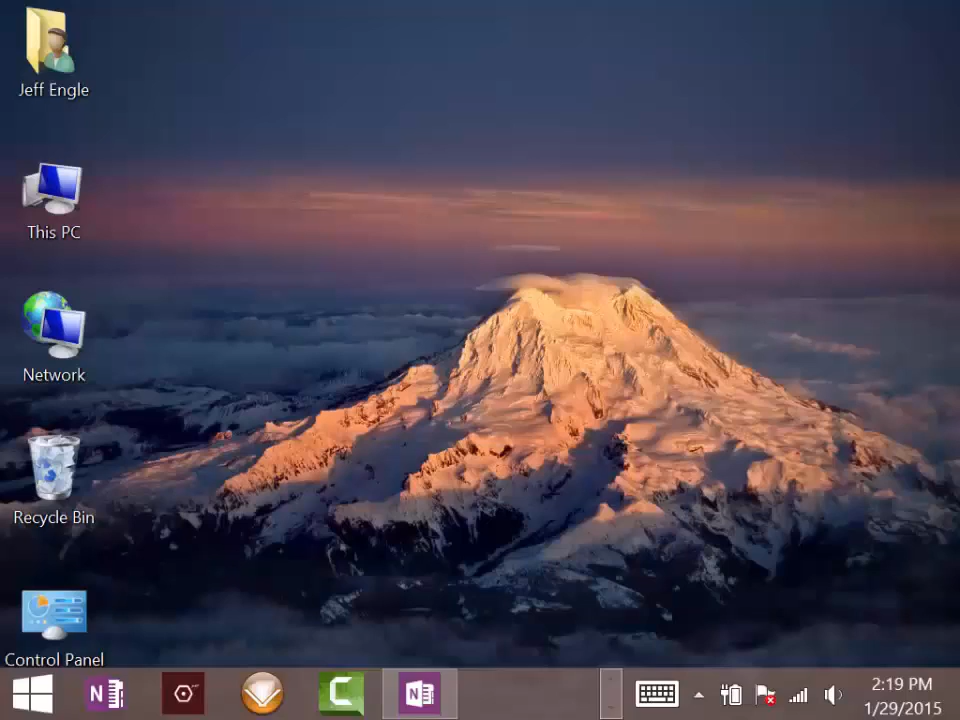 Jeff Engle
This PC
Network
Recycle Bin
Control Panel
N
N
2:19 PM
1/29/2015